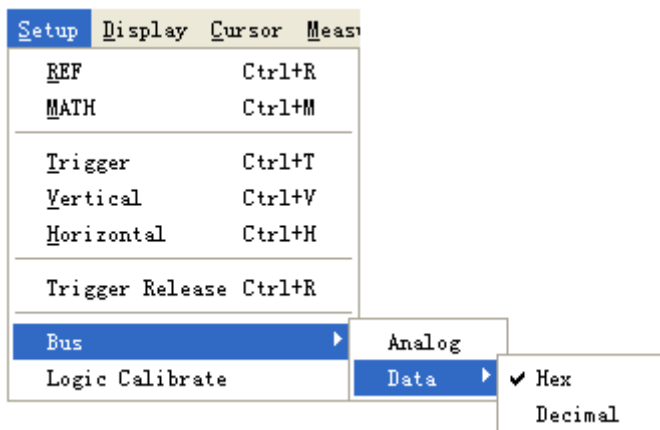 Setup Display Cursor Meas
REF Ctrl+R
MATH Ctrl+M
Trigger Ctrl+T
Vertical Ctrl+V
Horizontal Ctrl+H
Trigger Release Ctrl+R
Bus Analog
Logic Calibrate Data Hex
Decimal